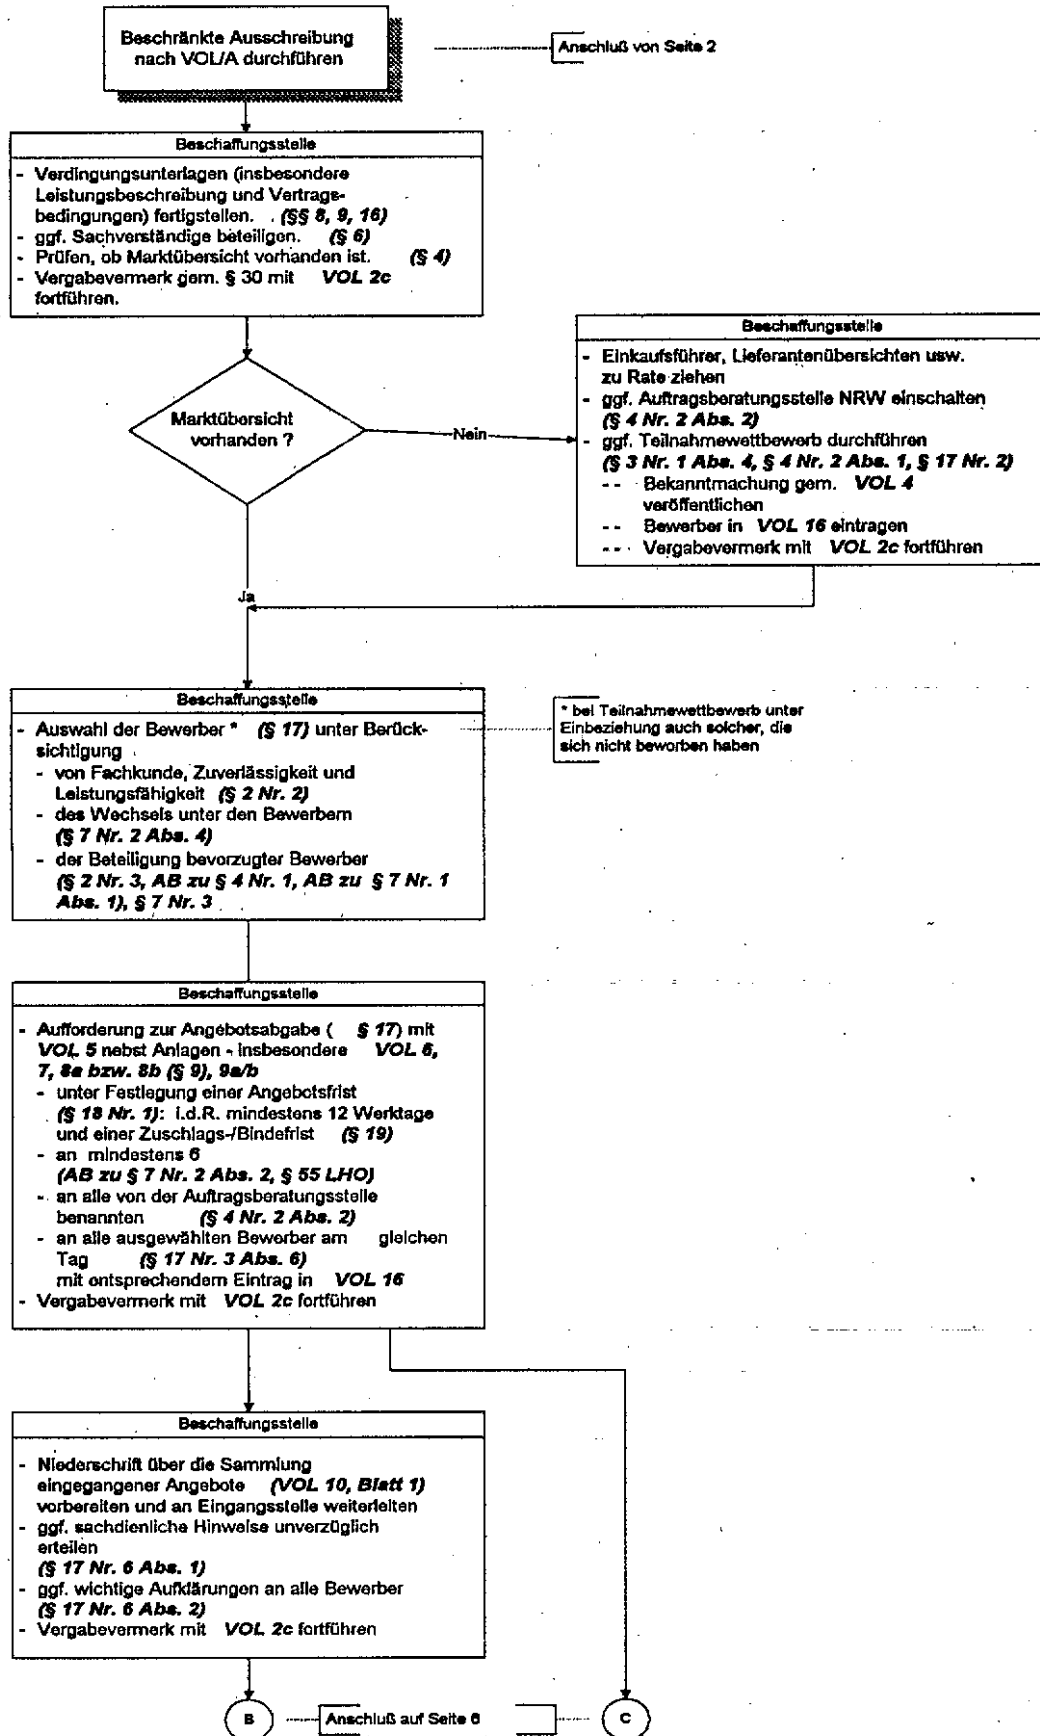 Beschränkte Ausschreibung
nach VOL/A durchführen
Anschluß von Seite 2
Beschaffungsstelle
- Verdingungsunterlagen (insbesondere
Leistungsbeschreibung und Vertrags-
bedingungen) fertigstellen. (§§ 8, 9, 16)
- ggf. Sachverständige beteiligen. (§ 6)
- Prüfen, ob Marktübersicht vorhanden ist. (§ 4)
- Vergabevermerk gem. § 30 mit VOL 2c
fortführen.
Marktübersicht
vorhanden ?
Nein
Beschaffungsstelle
- Einkaufsführer, Lieferantenübersichten usw.
zu Rate ziehen
- ggf. Auftragsberatungsstelle NRW einschalten
(§ 4 Nr. 2 Abs. 2)
- ggf. Teilnahmewettbewerb durchführen
(§ 3 Nr. 1 Abs. 4, § 4 Nr. 2 Abs. 1, § 17 Nr. 2)
-- Bekanntmachung gem. VOL 4
veröffentlichen
-- Bewerber in VOL 16 eintragen
-- Vergabevermerk mit VOL 2c fortführen
Ja
Beschaffungsstelle
- Auswahl der Bewerber * (§ 17) unter Berück-
sichtigung
- von Fachkunde, Zuverlässigkeit und
Leistungsfähigkeit (§ 2 Nr. 2)
- des Wechsels unter den Bewerbern
(§ 7 Nr. 2 Abs. 4)
- der Beteiligung bevorzugter Bewerber
(§ 2 Nr. 3, AB zu § 4 Nr. 1, AB zu § 7 Nr. 1
Abs. 1), § 7 Nr. 3
* bei Teilnahmewettbewerb unter
Einbeziehung auch solcher, die
sich nicht beworben haben
Beschaffungsstelle
- Aufforderung zur Angebotsabgabe ( § 17) mit
VOL 5 nebst Anlagen - insbesondere VOL 6,
7, 8a bzw. 8b (§ 9), 9a/b
- unter Festlegung einer Angebotsfrist
(§ 18 Nr. 1): i.d.R. mindestens 12 Werktage
und einer Zuschlags-/Bindefrist (§ 19)
- an mindestens 6
(AB zu § 7 Nr. 2 Abs. 2, § 55 LHO)
- an alle von der Auftragsberatungsstelle
benannten (§ 4 Nr. 2 Abs. 2)
- an alle ausgewählten Bewerber am gleichen
Tag (§ 17 Nr. 3 Abs. 6)
mit entsprechendem Eintrag in VOL 16
- Vergabevermerk mit VOL 2c fortführen
Beschaffungsstelle
- Niederschrift über die Sammlung
eingegangener Angebote (VOL 10, Blatt 1)
vorbereiten und an Eingangsstelle weiterleiten
- ggf. sachdienliche Hinweise unverzüglich
erteilen
(§ 17 Nr. 6 Abs. 1)
- ggf. wichtige Aufklärungen an alle Bewerber
(§ 17 Nr. 6 Abs. 2)
- Vergabevermerk mit VOL 2c fortführen
B
Anschluß auf Seite 6
C